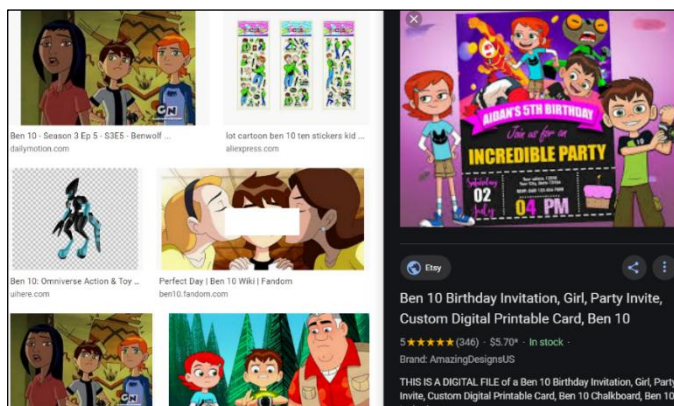 Ben 10 - Season 3 Ep 5 - S3E5 - Benwolf ...
dailymotion.com
lot cartoon ben 10 ten stickers kid ...
aliexpress.com
CN
Ben 10: Omniverse Action & Toy ...
uihere.com
Perfect Day | Ben 10 Wiki | Fandom
ben10.fandom.com
AIDAN'S 5TH BIRTHDAY
Join us for an
INCREDIBLE PARTY
Saturday
02
July
04 PM
10
Etsy
Ben 10 Birthday Invitation, Girl, Party Invite,
Custom Digital Printable Card, Ben 10
5★★★★★(346) · $5.70* · In stock ·
Brand: AmazingDesignsUS
THIS IS A DIGITAL FILE of a Ben 10 Birthday Invitation, Girl, Party
Invite, Custom Digital Printable Card, Ben 10 Chalkboard, Ben 10